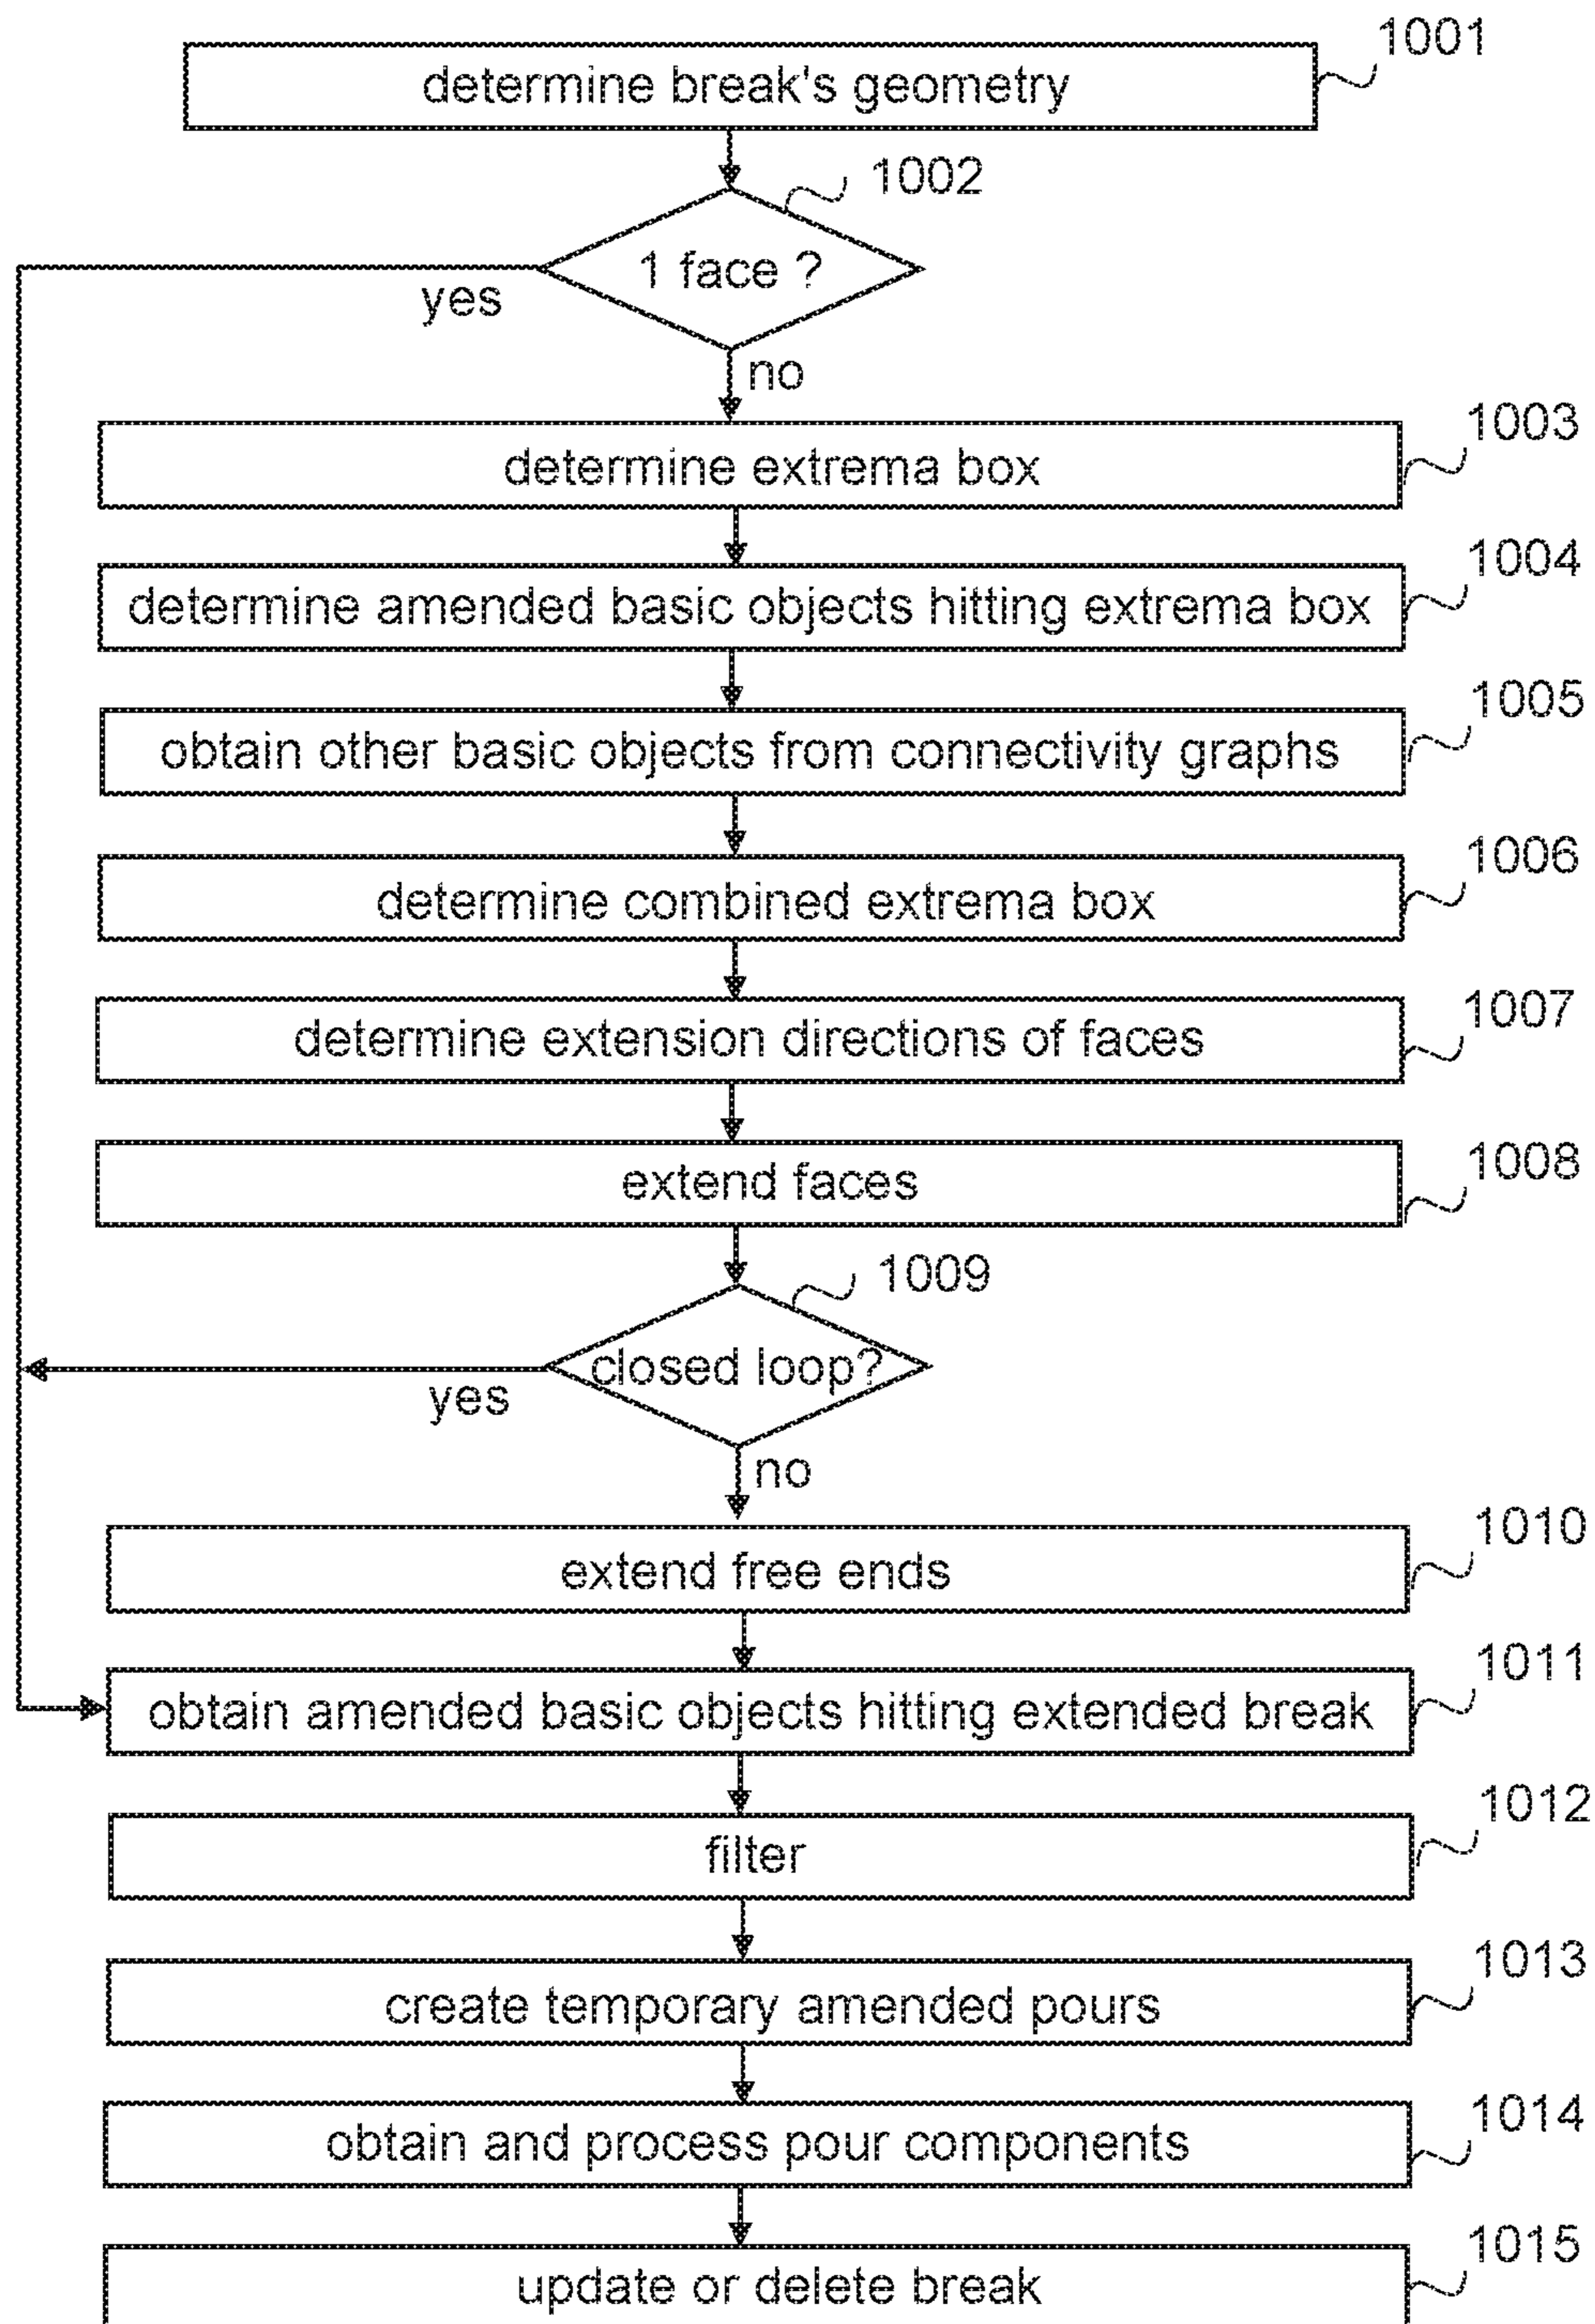 1001
determine break's geometry
1002
1 face ?
yes
no
1003
determine extrema box
1004
determine amended basic objects hitting extrema box
1005
obtain other basic objects from connectivity graphs
1006
determine combined extrema box
1007
determine extension directions of faces
1008
extend faces
1009
closed loop?
yes
no
1010
extend free ends
1011
obtain amended basic objects hitting extended break
1012
filter
1013
create temporary amended pours
1014
obtain and process pour components
1015
update or delete break